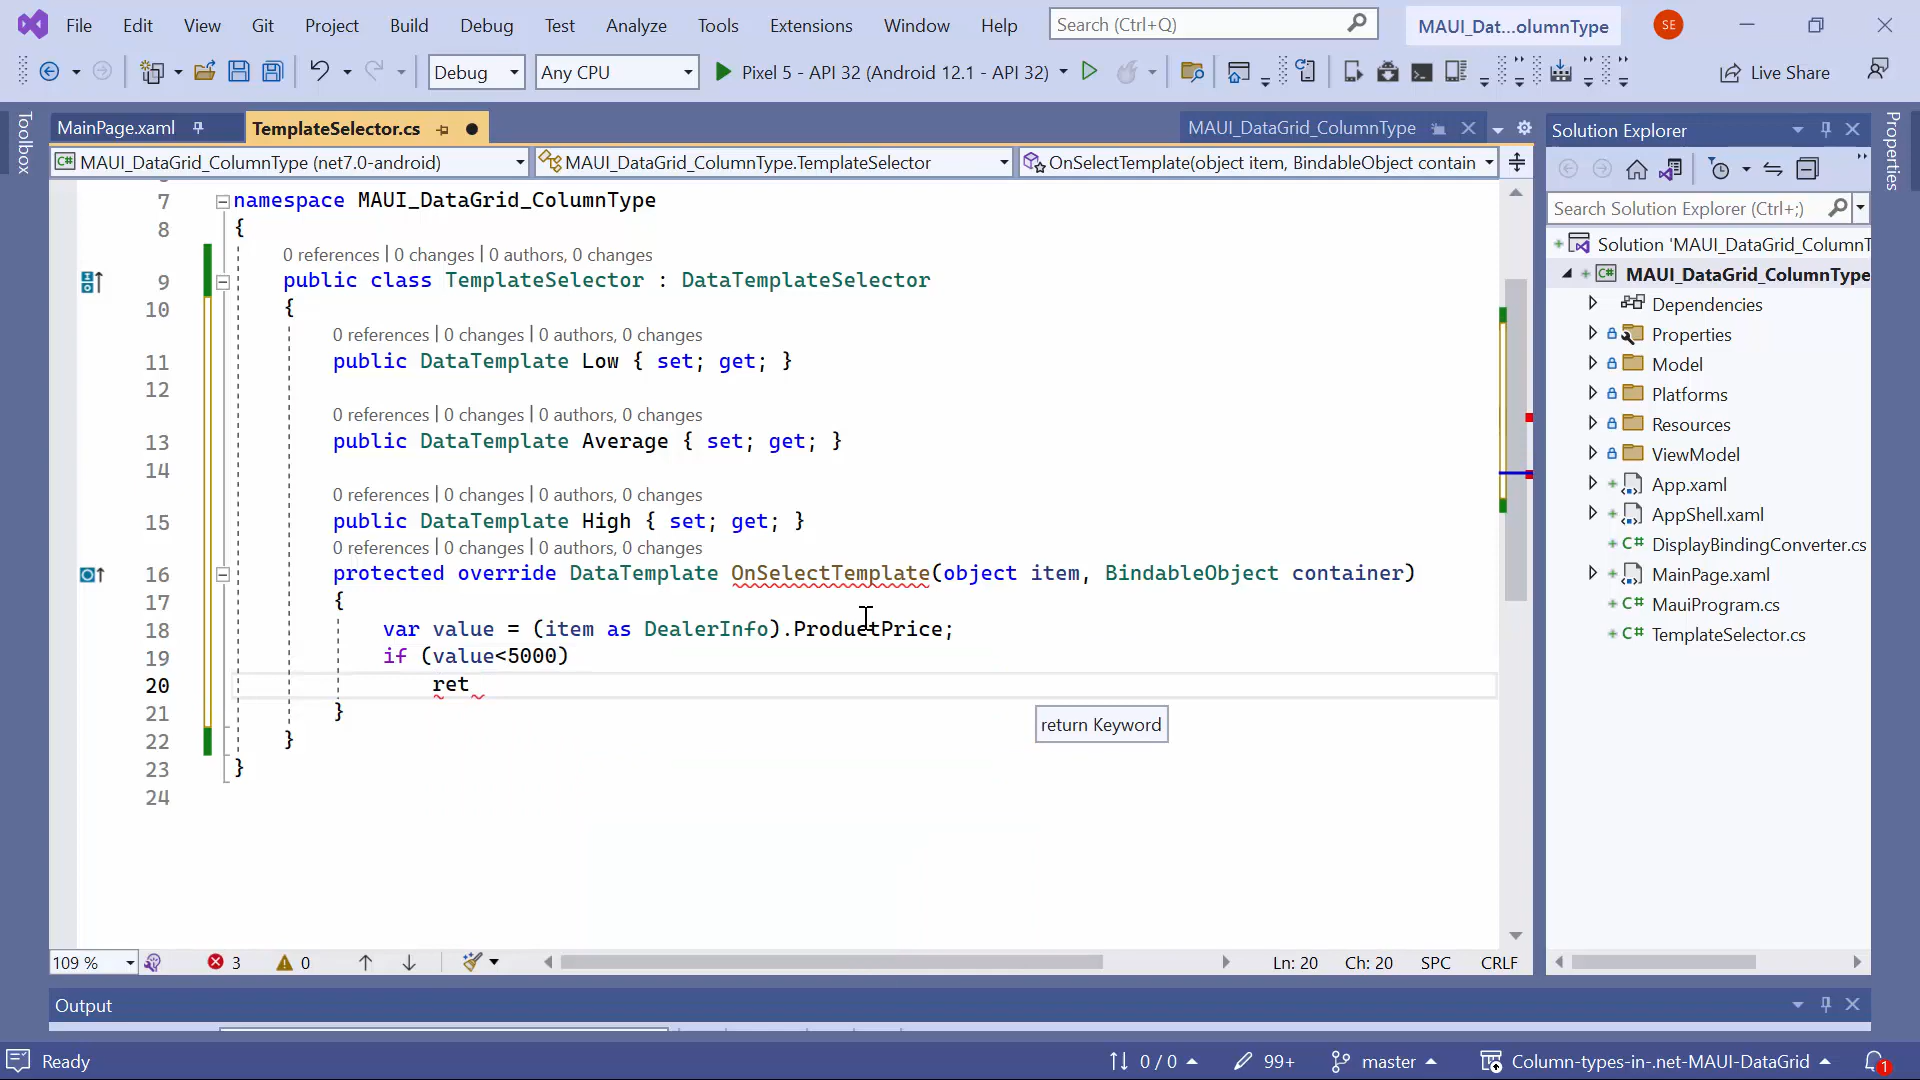 File Edit View Git Project Build Debug Test Analyze Tools Extensions Window Help Search (Ctrl+Q) MAUI_Dat...olumnType SE
Debug Any CPU Pixel 5 - API 32 (Android 12.1 - API 32) Live Share
Toolbox
MainPage.xaml TemplateSelector.cs MAUI_DataGrid_ColumnType
MAUI_DataGrid_ColumnType (net7.0-android) MAUI_DataGrid_ColumnType.TemplateSelector OnSelectTemplate(object item, BindableObject contain
7 namespace MAUI_DataGrid_ColumnType
8 {
0 references | 0 changes | 0 authors, 0 changes
9 public class TemplateSelector : DataTemplateSelector
10 {
0 references | 0 changes | 0 authors, 0 changes
11 public DataTemplate Low { set; get; }
12
0 references | 0 changes | 0 authors, 0 changes
13 public DataTemplate Average { set; get; }
14
0 references | 0 changes | 0 authors, 0 changes
15 public DataTemplate High { set; get; }
0 references | 0 changes | 0 authors, 0 changes
16 protected override DataTemplate OnSelectTemplate(object item, BindableObject container)
17 {
18 var value = (item as DealerInfo).ProductPrice;
19 if (value<5000)
20 ret
21 }
return Keyword
22 }
23 }
24
109 % 3 0 Ln: 20 Ch: 20 SPC CRLF
Solution Explorer
Search Solution Explorer (Ctrl+;)
Solution 'MAUI_DataGrid_ColumnT
MAUI_DataGrid_ColumnType
Dependencies
Properties
Model
Platforms
Resources
ViewModel
App.xaml
AppShell.xaml
DisplayBindingConverter.cs
MainPage.xaml
MauiProgram.cs
TemplateSelector.cs
Properties
Output
Ready 0 / 0 99+ master Column-types-in-.net-MAUI-DataGrid 1